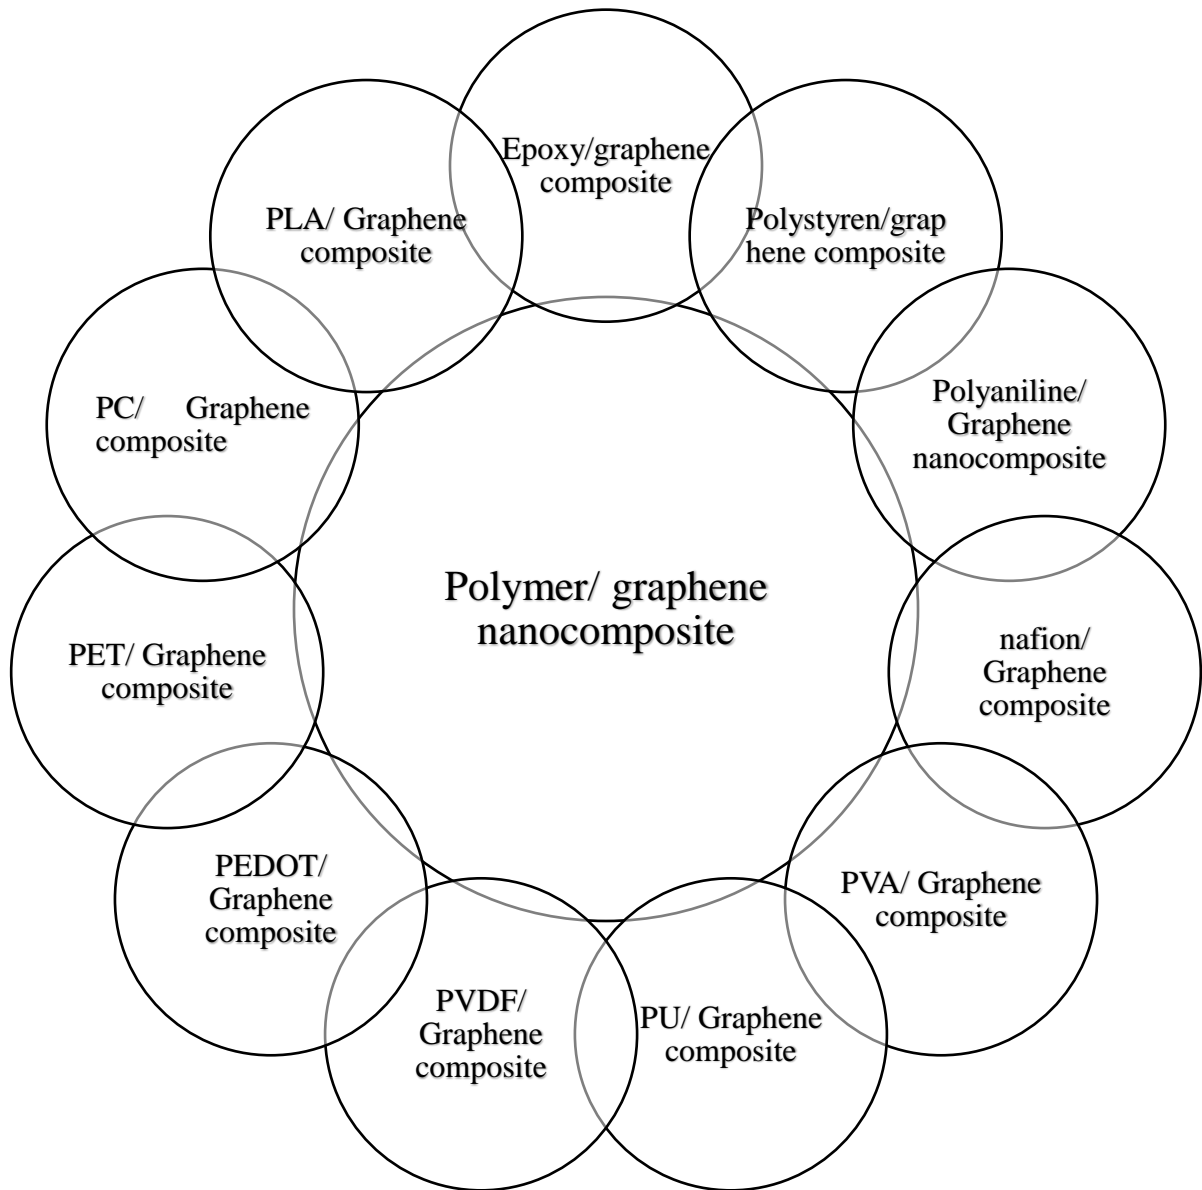 Epoxy/graphene
composite
Polystyren/grap
hene composite
Polyaniline/
Graphene
nanocomposite
nafion/
Graphene
composite
PVA/ Graphene
composite
PU/ Graphene
composite
PVDF/
Graphene
composite
PEDOT/
Graphene
composite
PET/ Graphene
composite
PC/ Graphene
composite
PLA/ Graphene
composite
Polymer/ graphene
nanocomposite